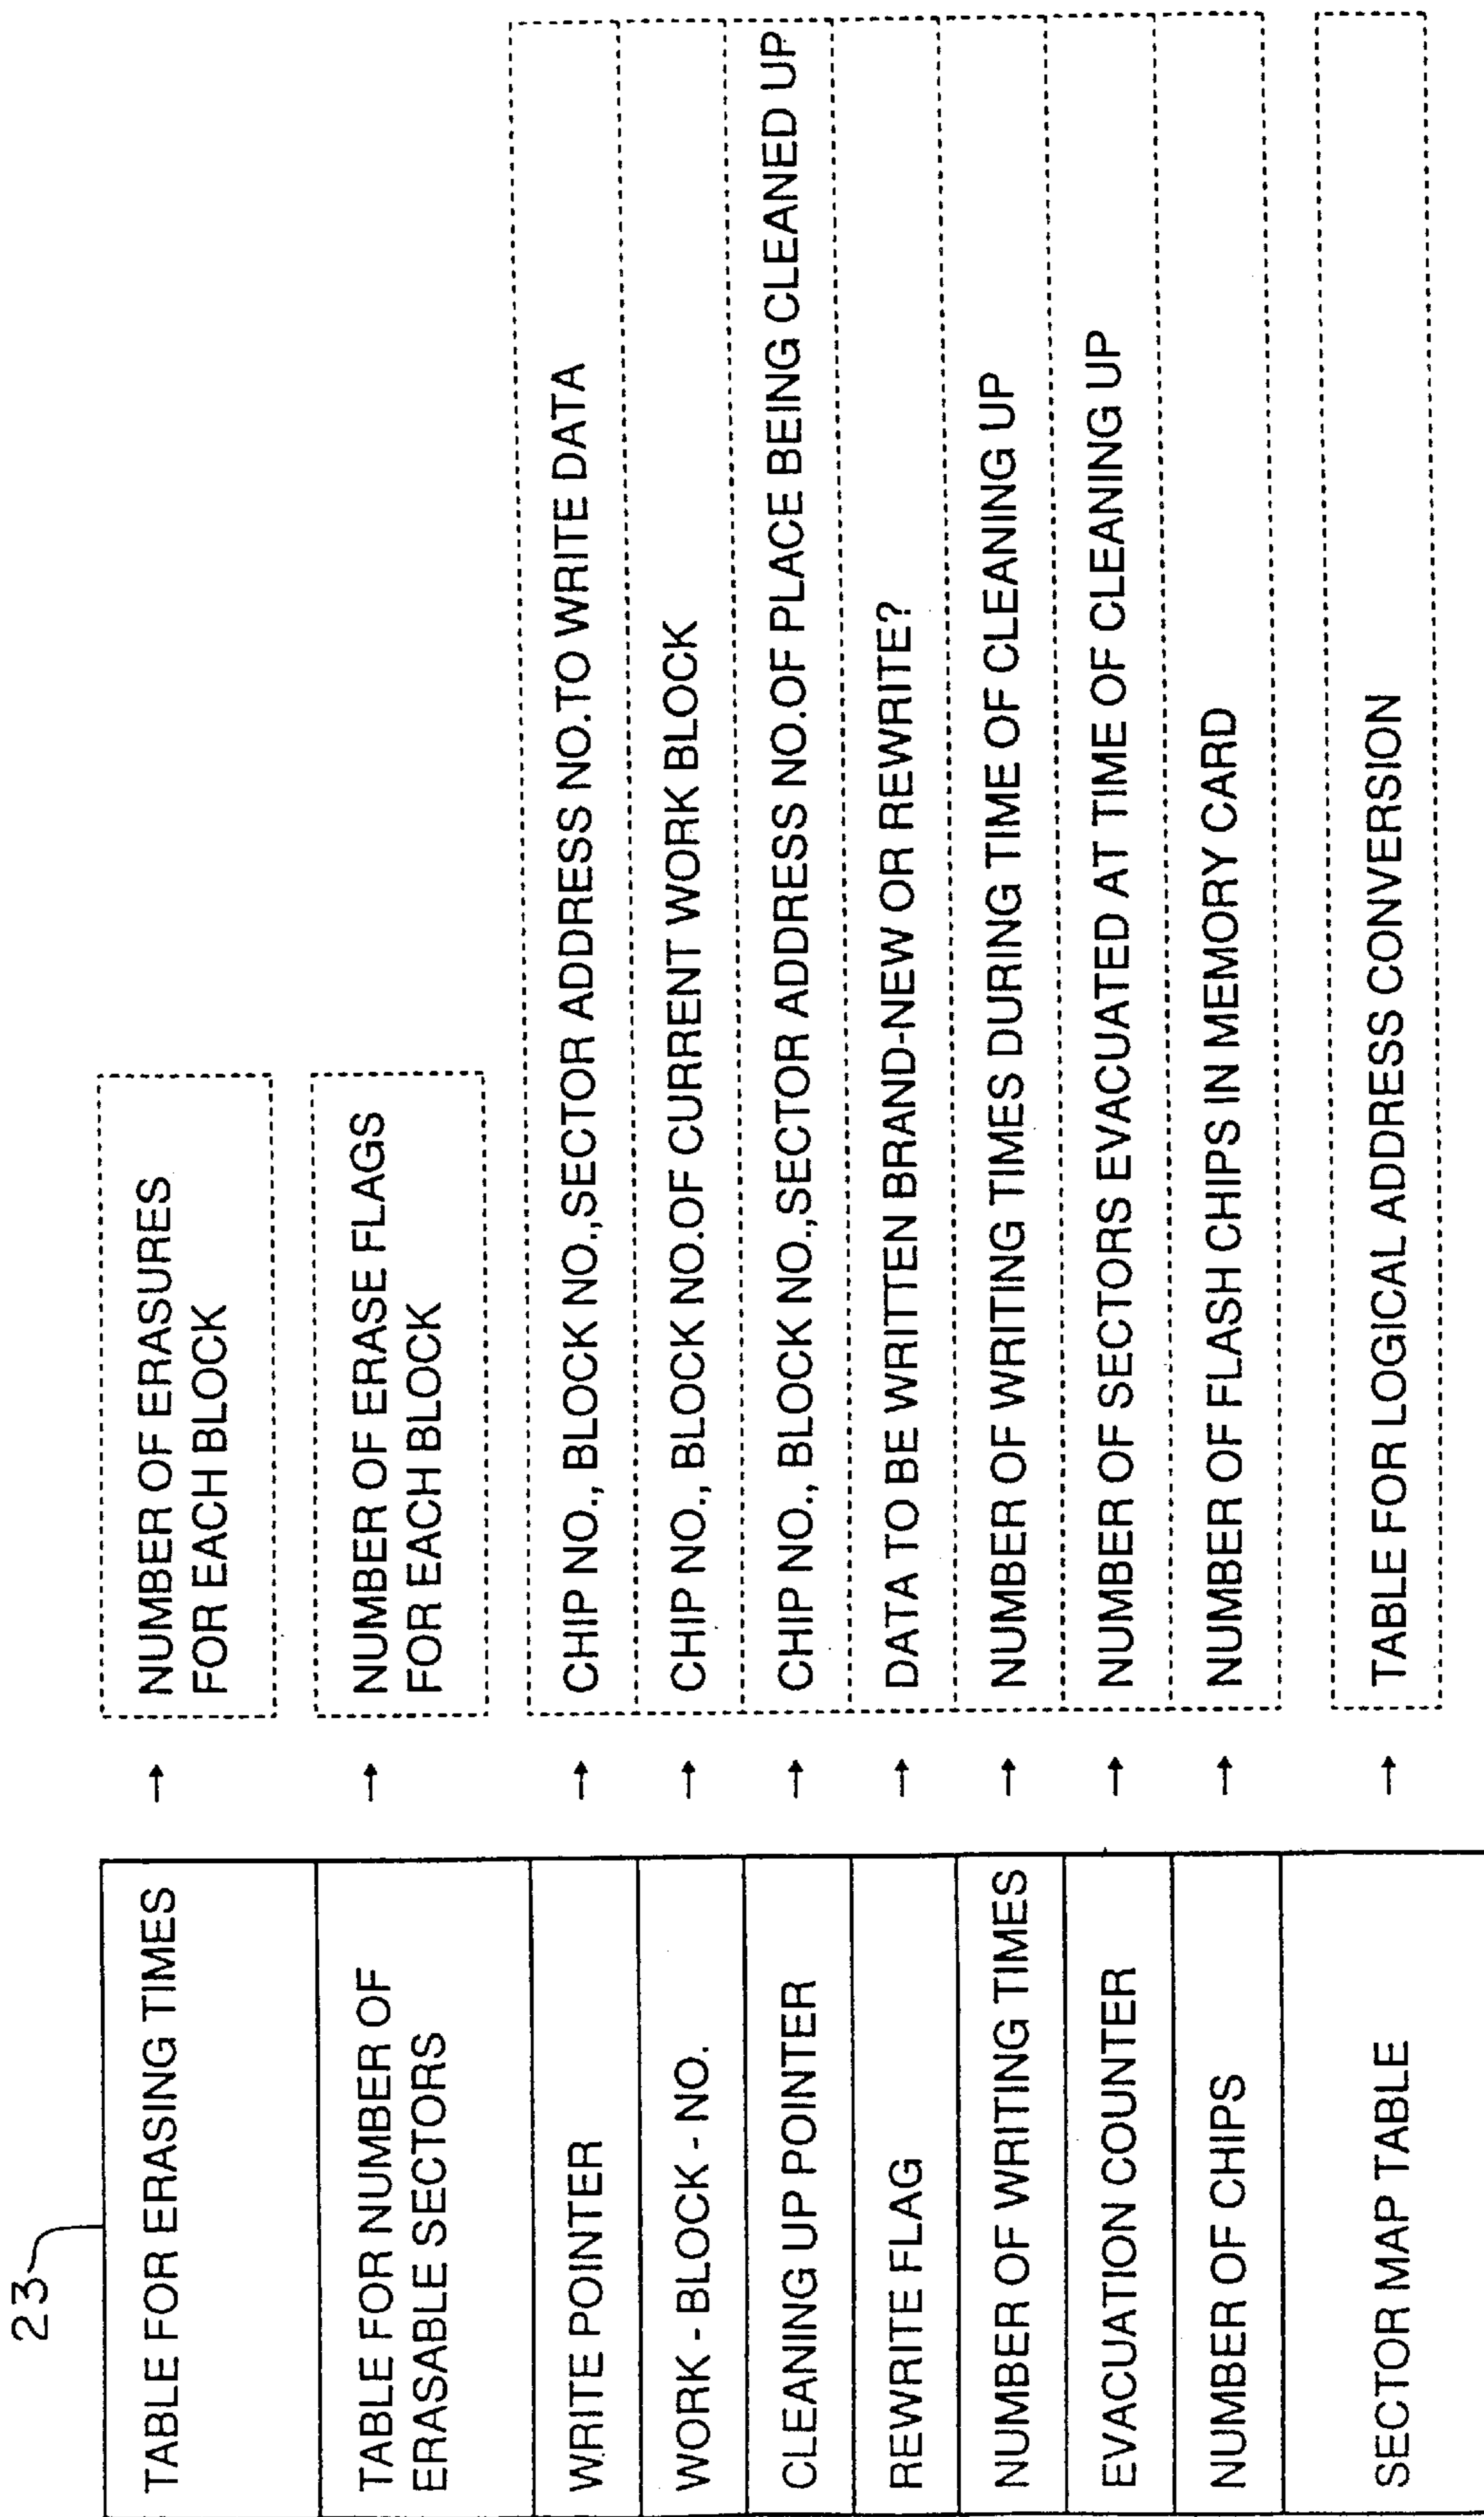 23
TABLE FOR ERASING TIMES
→
NUMBER OF ERASURES
FOR EACH BLOCK
TABLE FOR NUMBER OF
ERASABLE SECTORS
→
NUMBER OF ERASE FLAGS
FOR EACH BLOCK
WRITE POINTER
→
CHIP NO., BLOCK NO.,SECTOR ADDRESS NO.TO WRITE DATA
WORK - BLOCK - NO.
→
CHIP NO., BLOCK NO.OF CURRENT WORK BLOCK
CLEANING UP POINTER
→
CHIP NO., BLOCK NO.,SECTOR ADDRESS NO.OF PLACE BEING CLEANED UP
REWRITE FLAG
→
DATA TO BE WRITTEN BRAND-NEW OR REWRITE?
NUMBER OF WRITING TIMES
→
NUMBER OF WRITING TIMES DURING TIME OF CLEANING UP
EVACUATION COUNTER
→
NUMBER OF SECTORS EVACUATED AT TIME OF CLEANING UP
NUMBER OF CHIPS
→
NUMBER OF FLASH CHIPS IN MEMORY CARD
SECTOR MAP TABLE
→
TABLE FOR LOGICAL ADDRESS CONVERSION